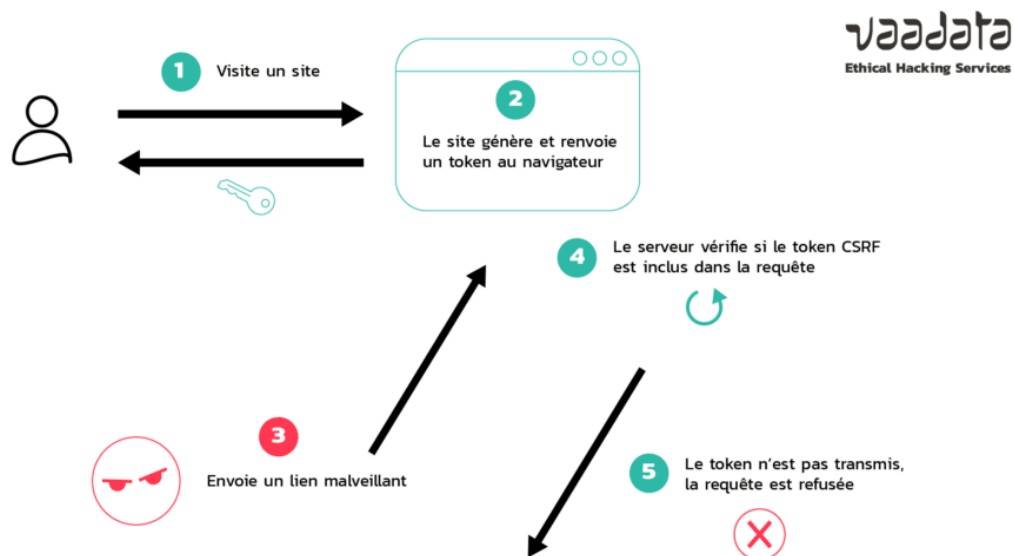 vaadata
Ethical Hacking Services
1
Visite un site
2
Le site génère et renvoie
un token au navigateur
4
Le serveur vérifie si le token CSRF
est inclus dans la requête
3
Envoie un lien malveillant
5
Le token n'est pas transmis,
la requête est refusée